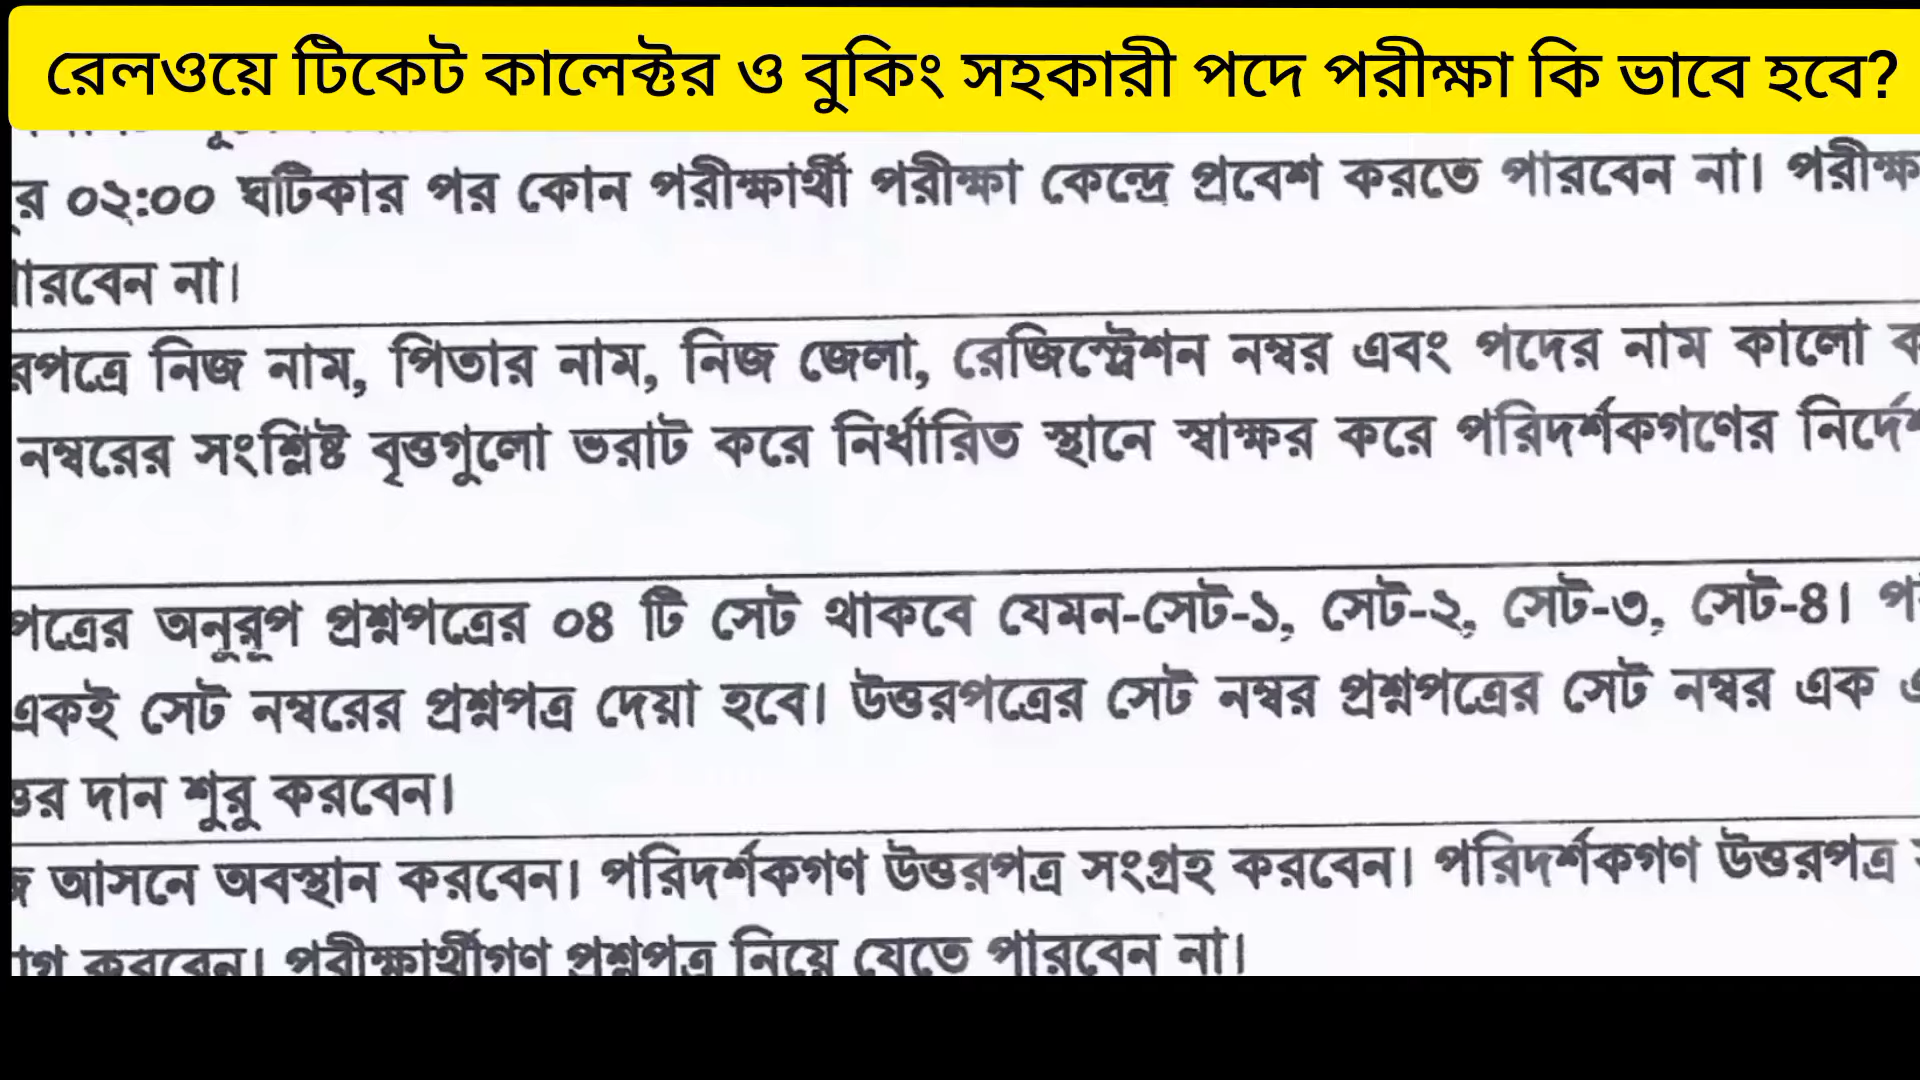 রেলওয়ে টিকেট কালেক্টর ও বুকিং সহকারী পদে পরীক্ষা কি ভাবে হবে?
র ০২:০০ ঘটিকার পর কোন পরীক্ষার্থী পরীক্ষা কেন্দ্রে প্রবেশ করতে পারবেন না। পরীক্ষ
ারবেন না।
রপত্রে নিজ নাম, পিতার নাম, নিজ জেলা, রেজিস্ট্রেশন নম্বর এবং পদের নাম কালো ক
নম্বরের সংশ্লিষ্ট বৃত্তগুলো ভরাট করে নির্ধারিত স্থানে স্বাক্ষর করে পরিদর্শকগণের নির্দেশ
পত্রের অনুরূপ প্রশ্নপত্রের ০৪ টি সেট থাকবে যেমন-সেট-১, সেট-২, সেট-৩, সেট-৪।
একই সেট নম্বরের প্রশ্নপত্র দেয়া হবে। উত্তরপত্রের সেট নম্বর প্রশ্নপত্রের সেট নম্বর এক
ত্তর দান শুরু করবেন।
আসনে অবস্থান করবেন। পরিদর্শকগণ উত্তরপত্র সংগ্রহ করবেন। পরিদর্শকগণ উত্তরপত্র
করবেন। পরীক্ষার্থীগণ প্রশ্নপত্র নিয়ে যেতে পারবেন না।